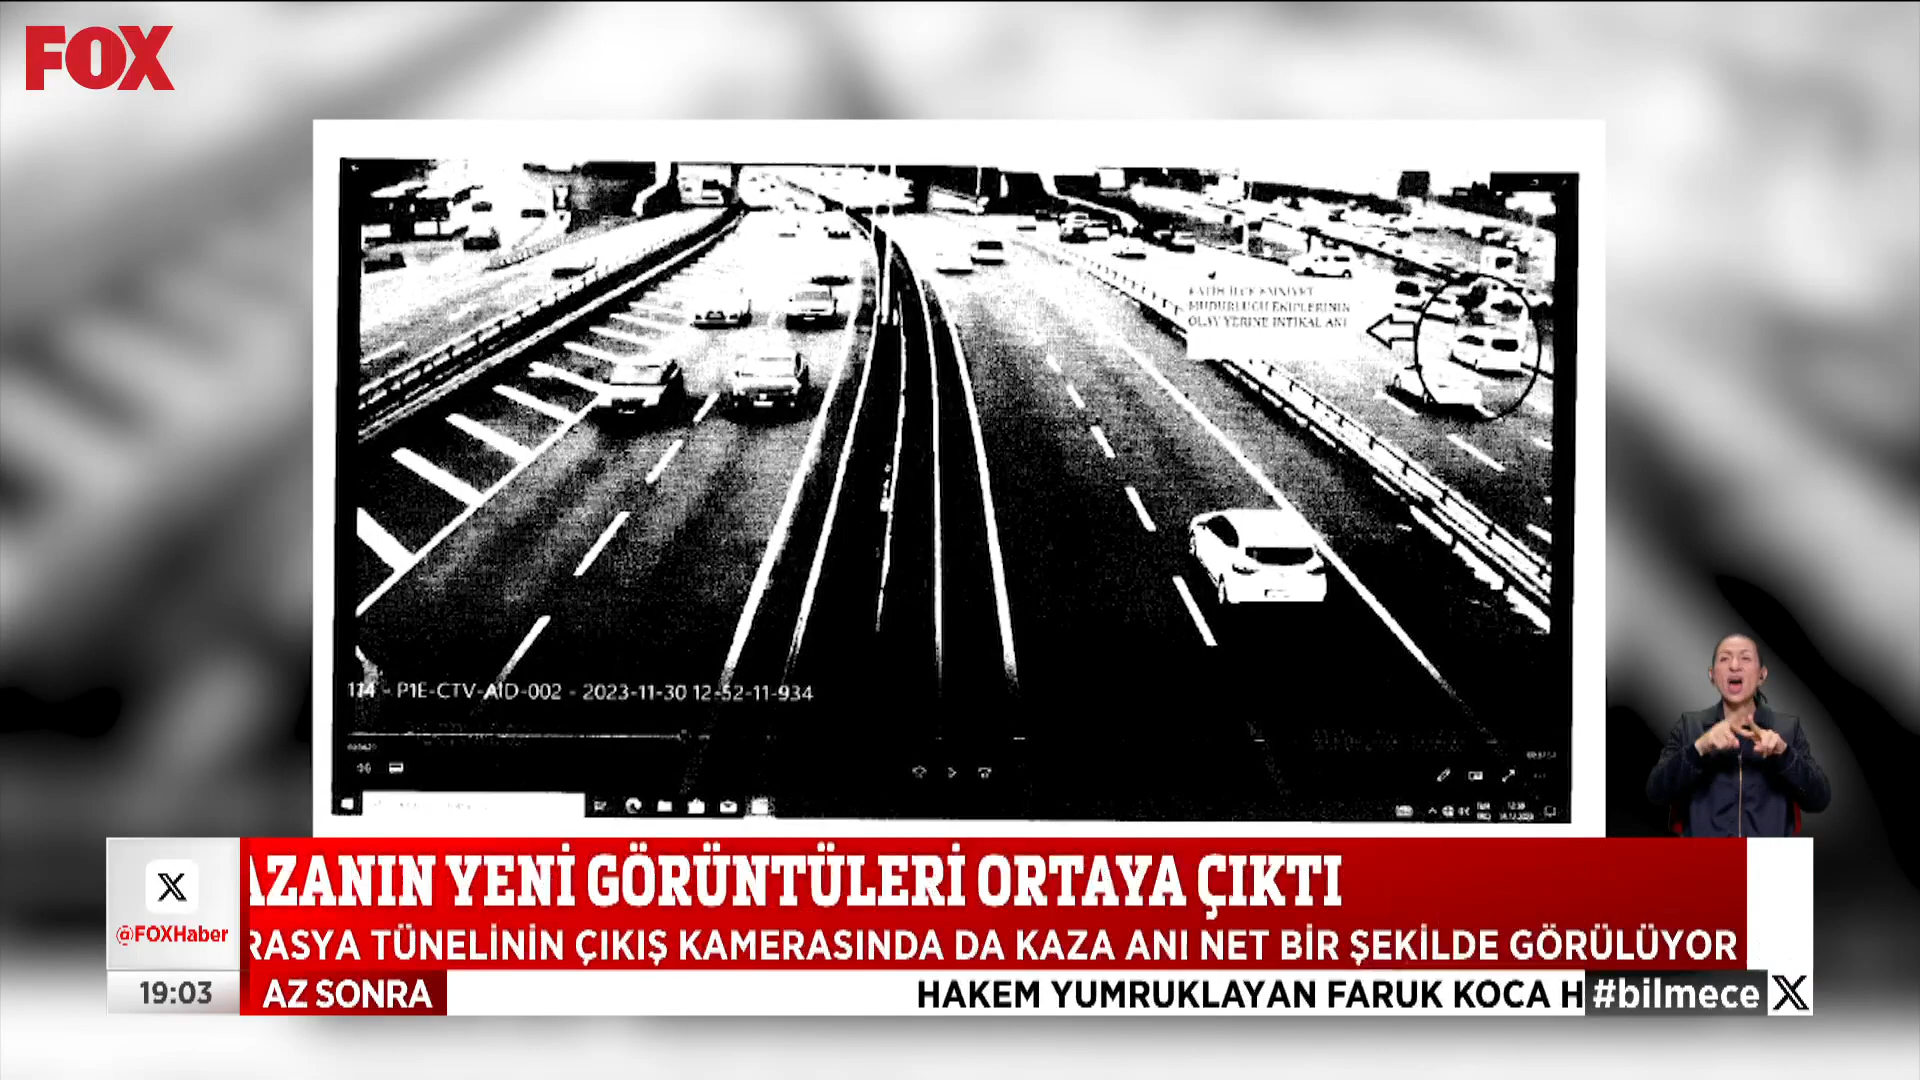 FOX
FATİH İLÇE EMNİYET
MÜDÜRLÜĞÜ EKİPLERİNİN
OLAY YERİNE İNTİKAL ANI
114 - P1E-CTV-AID-002 - 2023-11-30 12-52-11-934
@FOXHaber
AZANIN YENİ GÖRÜNTÜLERİ ORTAYA ÇIKTI
RASYA TÜNELİNİN ÇIKIŞ KAMERASINDA DA KAZA ANI NET BİR ŞEKİLDE GÖRÜLÜYOR
19:03
AZ SONRA
HAKEM YUMRUKLAYAN FARUK KOCA H
#bilmece